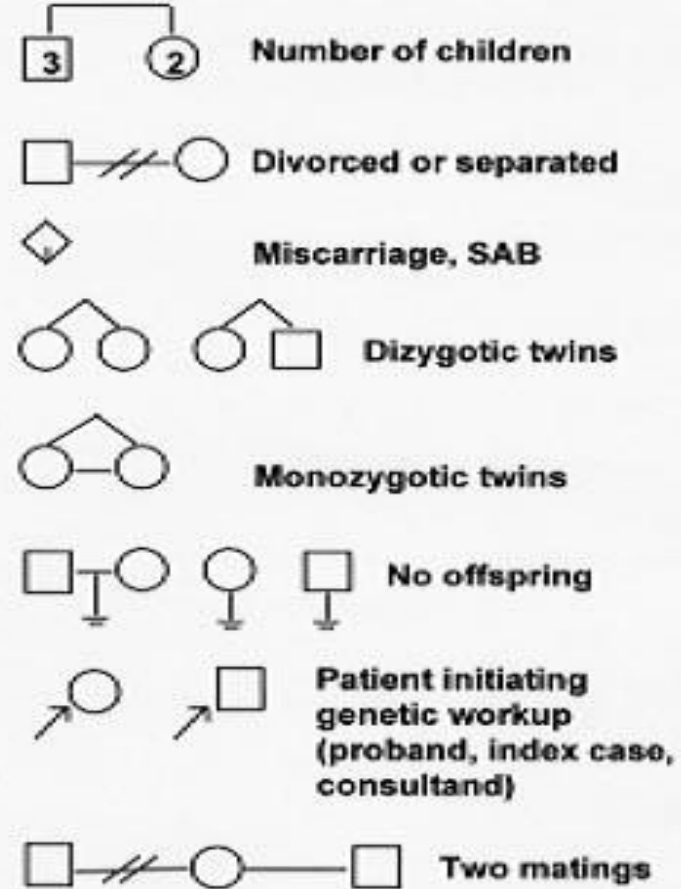 3 2 Number of children
Divorced or separated
Miscarriage, SAB
Dizygotic twins
Monozygotic twins
No offspring
Patient initiating
genetic workup
(proband, index case,
consultand)
Two matings